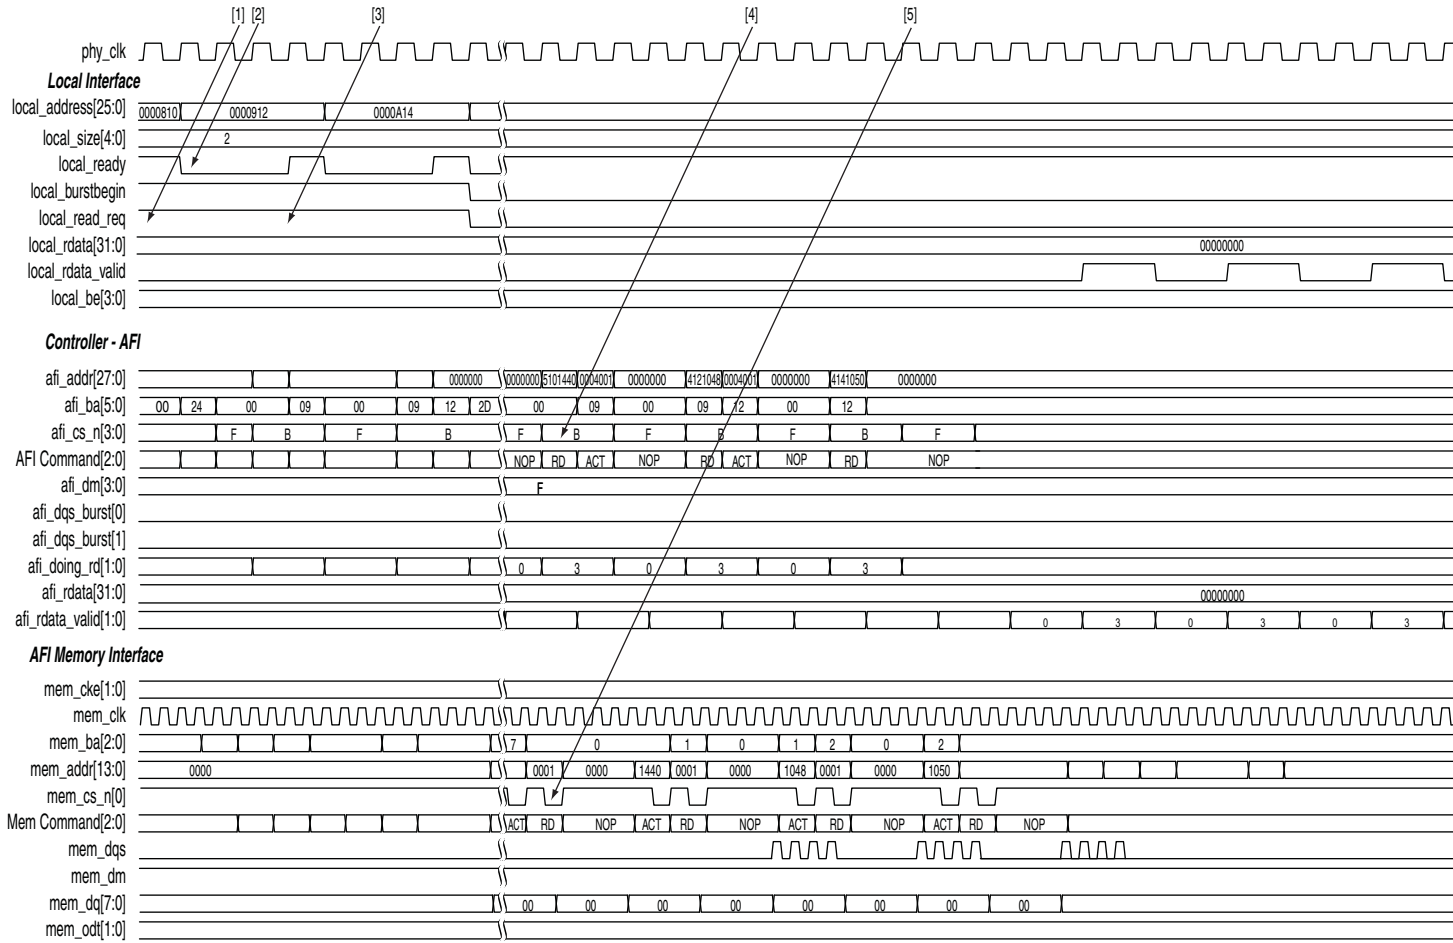 [1] [2] [3] [4] [5]
phy_clk
Local Interface
local_address[25:0] 0000810 0000912 0000A14
local_size[4:0] 2
local_ready
local_burstbegin
local_read_req
local_rdata[31:0] 00000000
local_rdata_valid
local_be[3:0]
Controller - AFI
afi_addr[27:0] 0000000 0000000 5101440 0004001 0000000 4121048 0004001 0000000 4141050 0000000
afi_ba[5:0] 00 24 00 09 00 09 12 2D 00 09 00 09 12 00 12
afi_cs_n[3:0] F B F B F B F B F B F
AFI Command[2:0] NOP RD ACT NOP RD ACT NOP RD NOP
afi_dm[3:0] F
afi_dqs_burst[0]
afi_dqs_burst[1]
afi_doing_rd[1:0] 0 3 0 3 0 3
afi_rdata[31:0] 00000000
afi_rdata_valid[1:0] 0 3 0 3 0 3
AFI Memory Interface
mem_cke[1:0]
mem_clk
mem_ba[2:0] 7 0 1 0 1 2 0 2
mem_addr[13:0] 0000 0001 0000 1440 0001 0000 1048 0001 0000 1050
mem_cs_n[0]
Mem Command[2:0] ACT RD NOP ACT RD NOP ACT RD NOP ACT RD NOP
mem_dqs
mem_dm
mem_dq[7:0] 00 00 00 00 00 00 00 00
mem_odt[1:0]